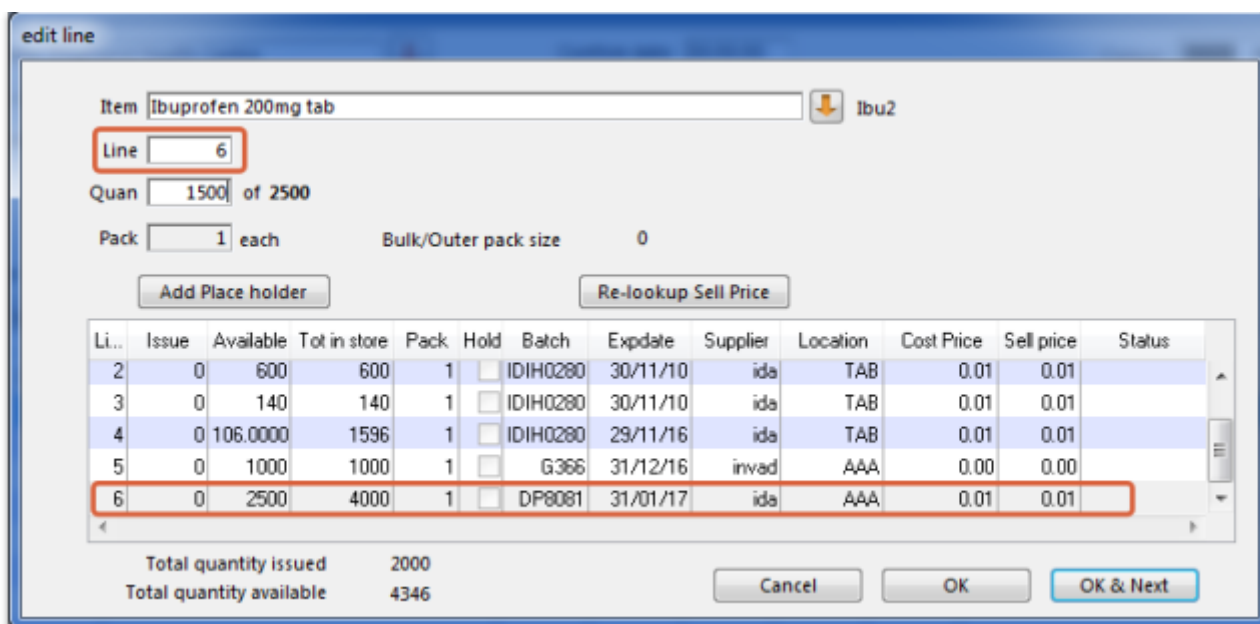 edit line
Item Ibuprofen 200mg tab Ibu2
Line 6
Quan 1500 of 2500
Pack 1 each Bulk/Outer pack size 0
Add Place holder Re-lookup Sell Price
Li... Issue Available Tot in store Pack Hold Batch Expdate Supplier Location Cost Price Sell price Status
2 0 600 600 1 IDIH0280 30/11/10 ida TAB 0.01 0.01
3 0 140 140 1 IDIH0280 30/11/10 ida TAB 0.01 0.01
4 0 106.0000 1596 1 IDIH0280 29/11/16 ida TAB 0.01 0.01
5 0 1000 1000 1 G366 31/12/16 invad AAA 0.00 0.00
6 0 2500 4000 1 DP8081 31/01/17 ida AAA 0.01 0.01
Total quantity issued 2000
Total quantity available 4346
Cancel OK OK & Next